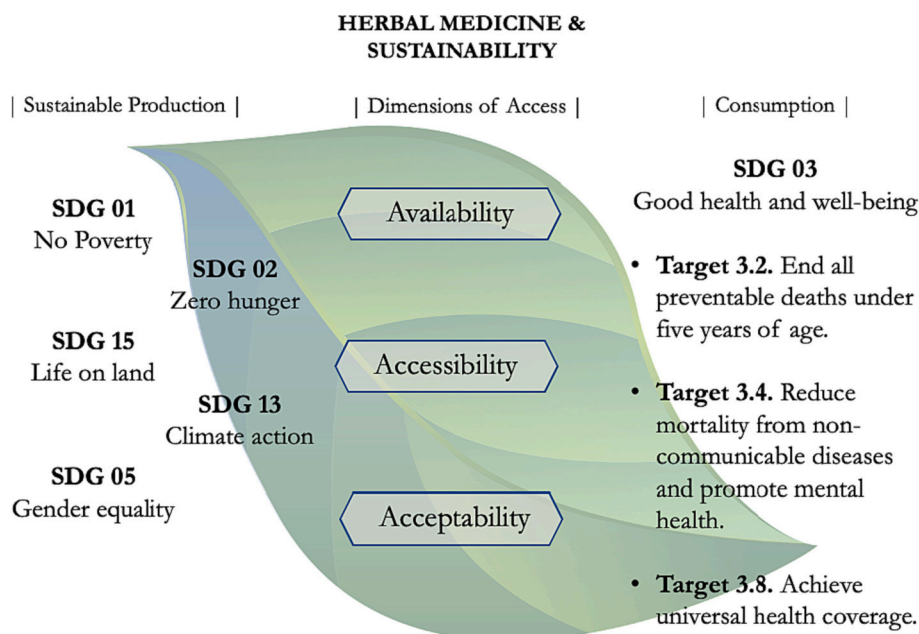 HERBAL MEDICINE &
SUSTAINABILITY
| Sustainable Production |
| Dimensions of Access |
| Consumption |
SDG 01
No Poverty
SDG 02
Zero hunger
SDG 15
Life on land
SDG 13
Climate action
SDG 05
Gender equality
Availability
Accessibility
Acceptability
SDG 03
Good health and well-being
• Target 3.2. End all
preventable deaths under
five years of age.
• Target 3.4. Reduce
mortality from non-
communicable diseases
and promote mental
health.
• Target 3.8. Achieve
universal health coverage.